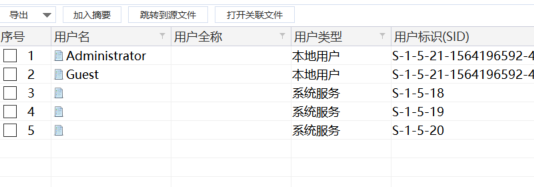 导出 加入摘要 跳转到源文件 打开关联文件
序号 用户名 用户全称 用户类型 用户标识(SID)
1 Administrator 本地用户 S-1-5-21-1564196592-4
2 Guest 本地用户 S-1-5-21-1564196592-4
3 系统服务 S-1-5-18
4 系统服务 S-1-5-19
5 系统服务 S-1-5-20